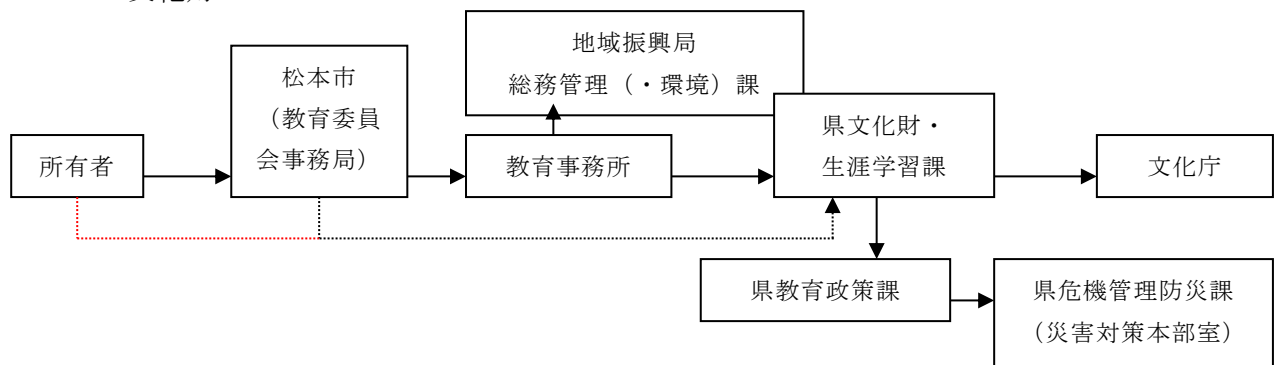 地域振興局
総務管理（・環境）課
松本市
（教育委員
会事務局）
県文化財・
生涯学習課
所有者
教育事務所
文化庁
県教育政策課
県危機管理防災課
（災害対策本部室）